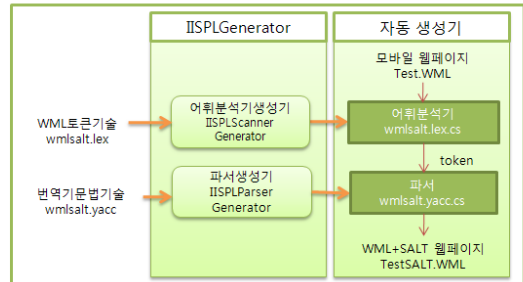 IISPLGenerator
자동 생성기
모바일 웹페이지
Test.WML
WML토큰기술
wmlsalt.lex
어휘분석기생성기
IISPLScanner
Generator
어휘분석기
wmlsalt.lex.cs
token
번역기문법기술
wmlsalt.yacc
파서생성기
IISPLParser
Generator
파서
wmlsalt.yacc.cs
WML+SALT 웹페이지
TestSALT.WML